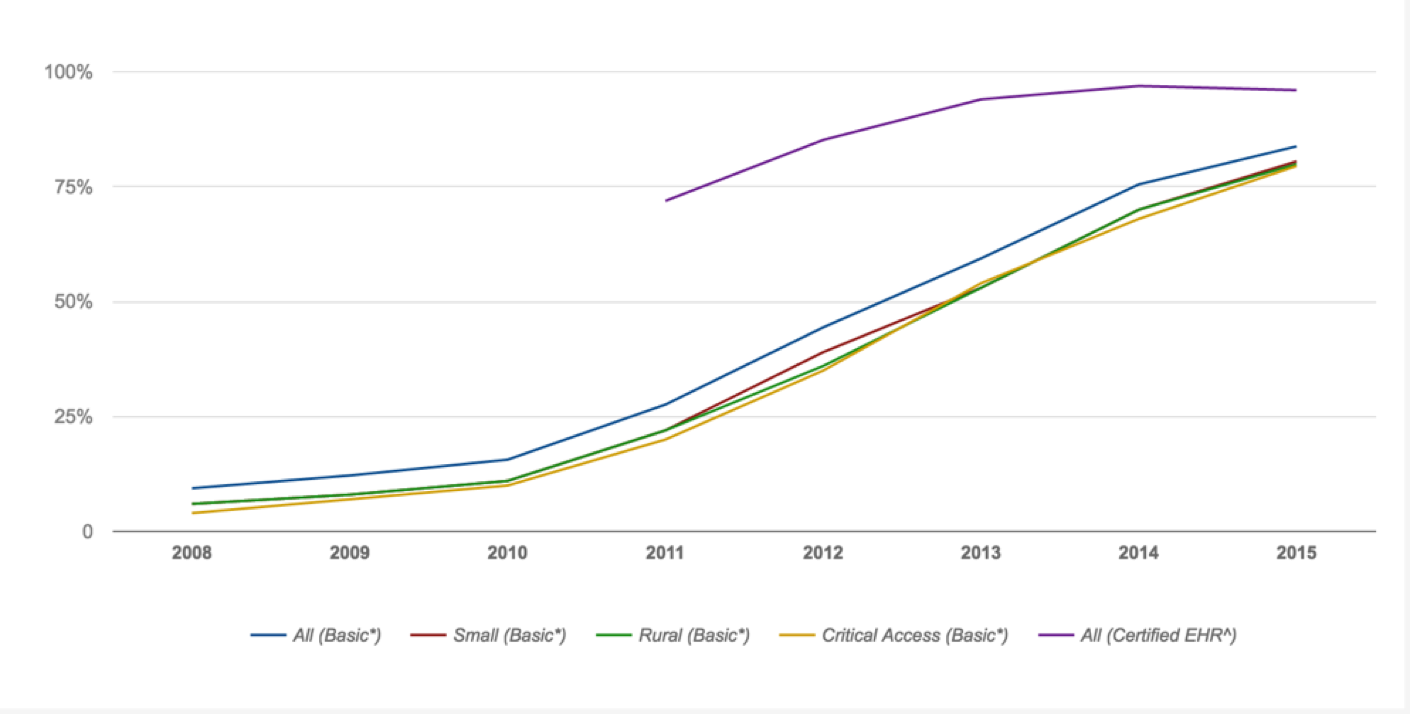 100%
75%
50%
25%
0
2008 2009 2010 2011 2012 2013 2014 2015
All (Basic*) Small (Basic*) Rural (Basic*) Critical Access (Basic*) All (Certified EHR^)